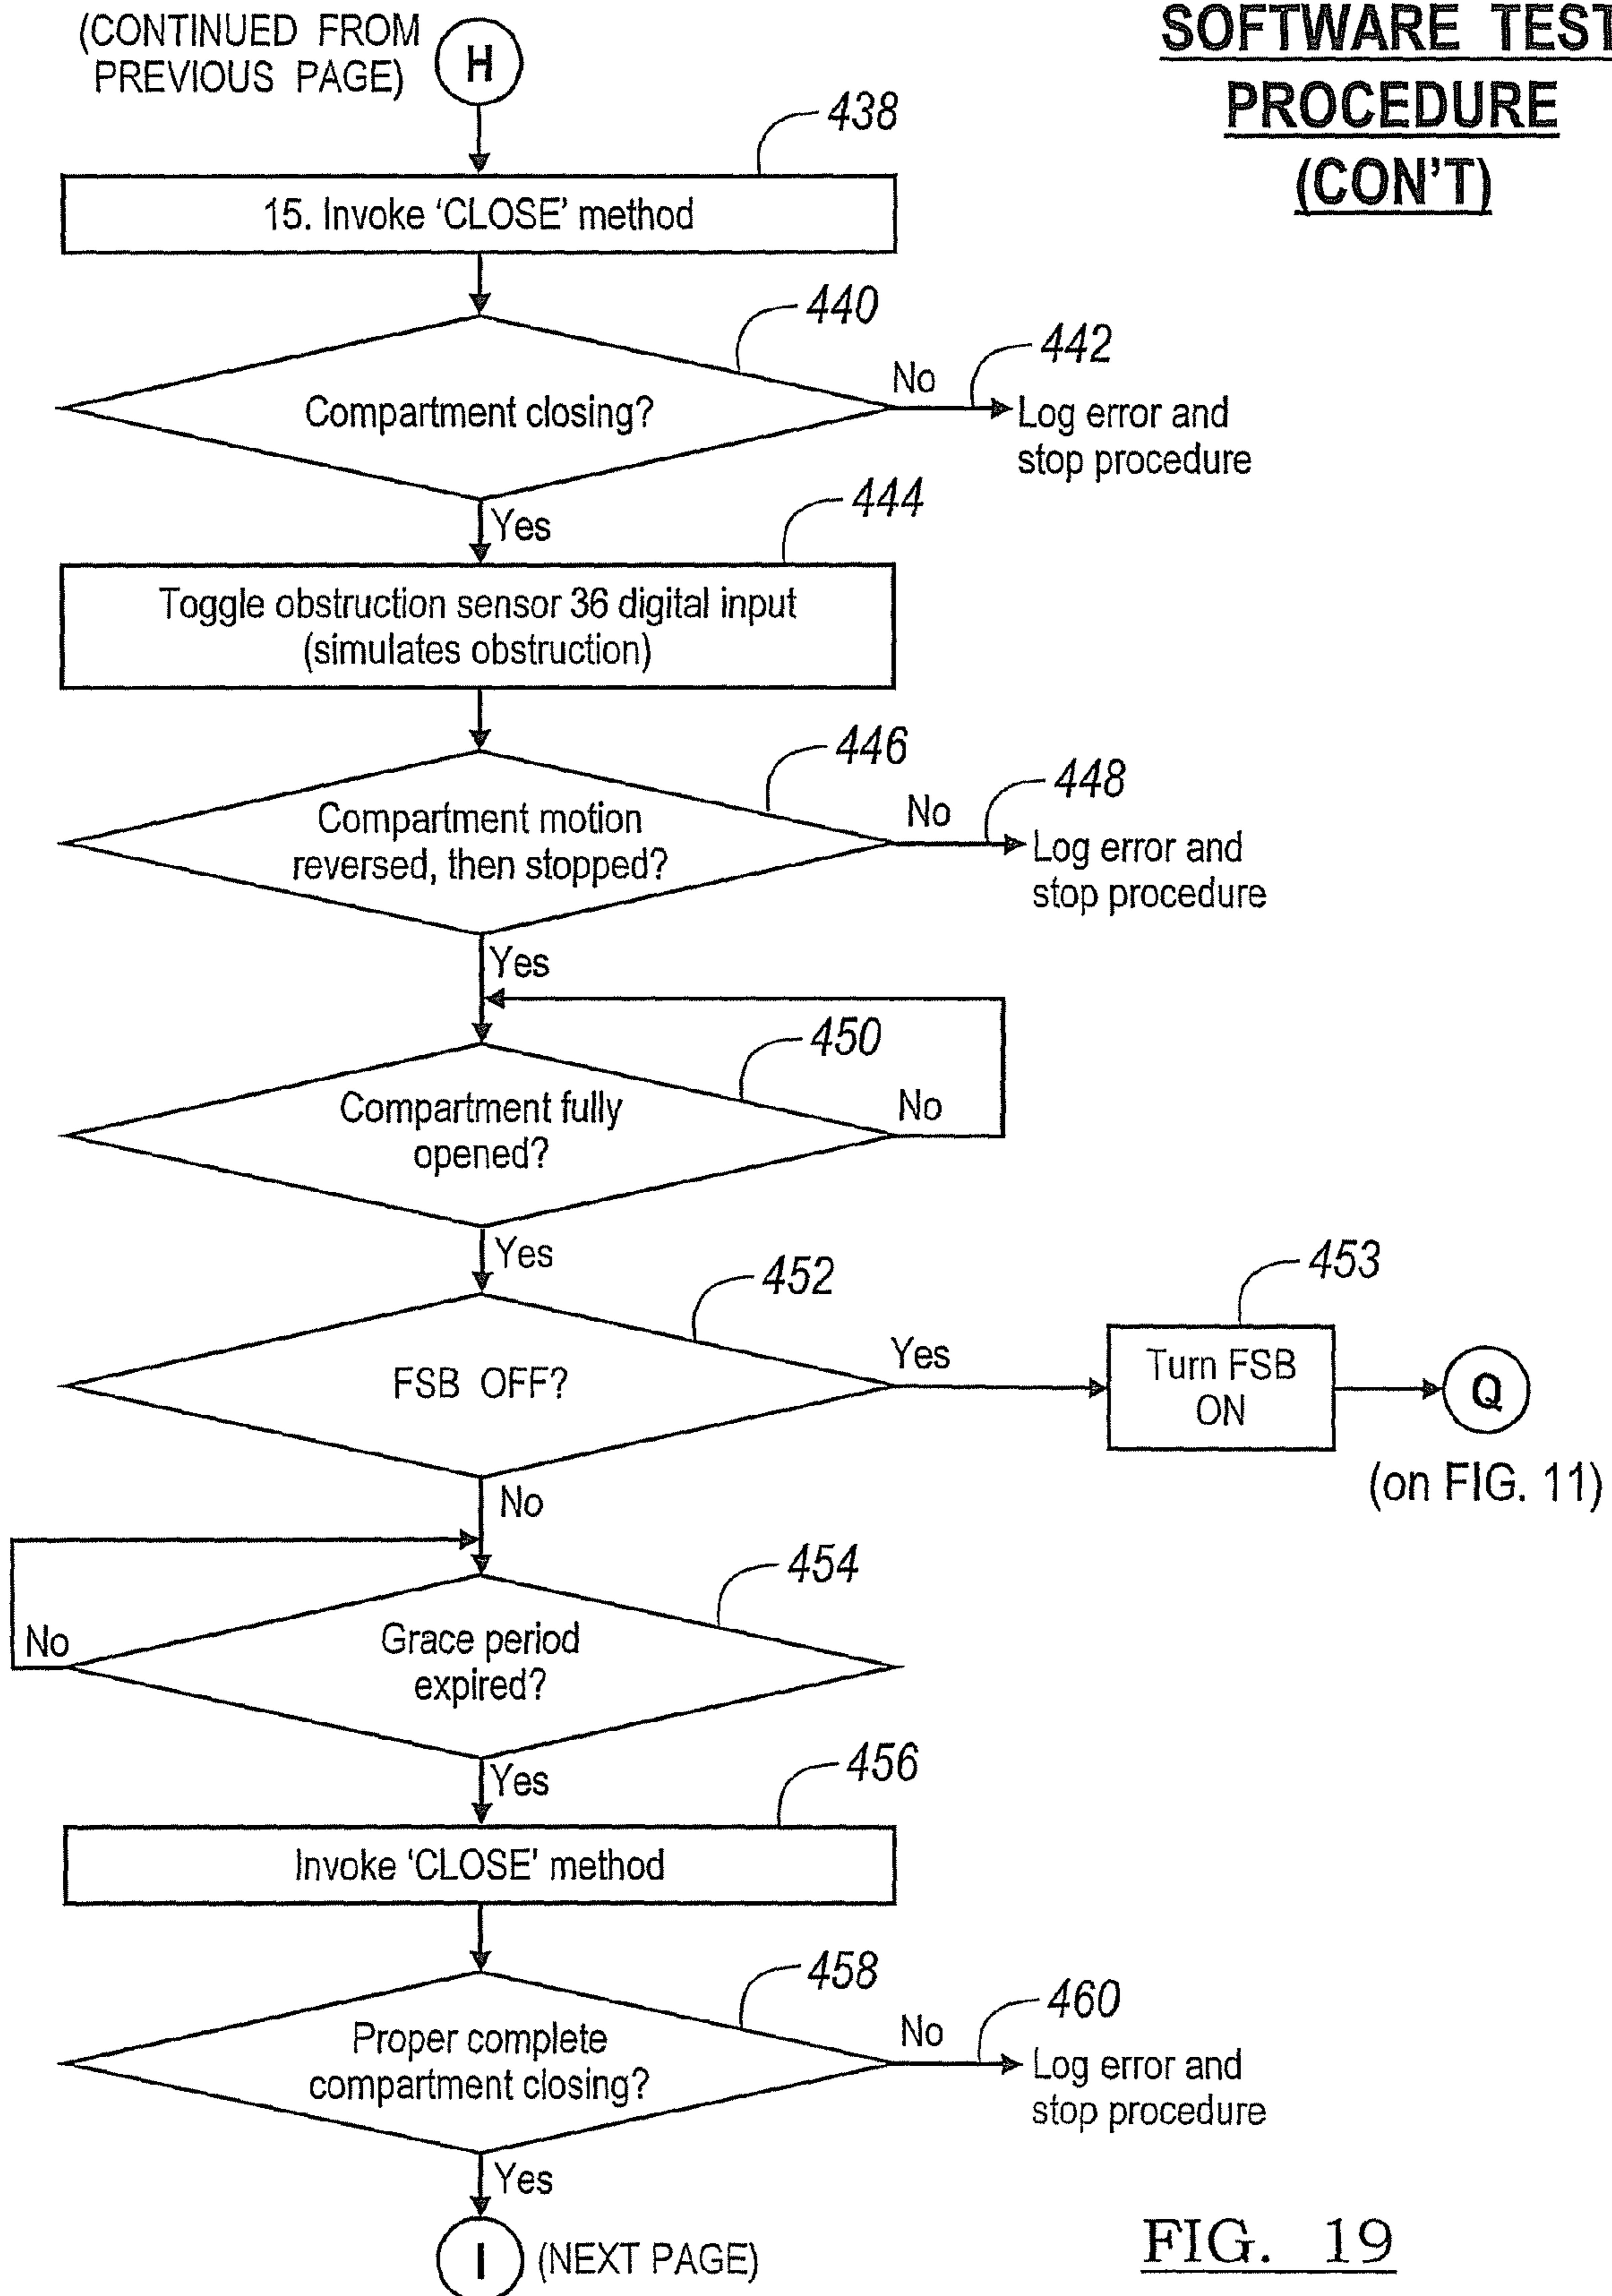 (CONTINUED FROM
PREVIOUS PAGE)
H
SOFTWARE TEST
PROCEDURE
(CON'T)
438
15. Invoke ‘CLOSE’ method
440
Compartment closing?
No
442
Log error and
stop procedure
Yes
444
Toggle obstruction sensor 36 digital input
(simulates obstruction)
446
Compartment motion
reversed, then stopped?
No
448
Log error and
stop procedure
Yes
450
Compartment fully
opened?
No
Yes
452
FSB OFF?
Yes
453
Turn FSB
ON
Q
(on FIG. 11)
No
454
Grace period
expired?
No
Yes
456
Invoke ‘CLOSE’ method
458
Proper complete
compartment closing?
No
460
Log error and
stop procedure
Yes
I
(NEXT PAGE)
FIG. 19